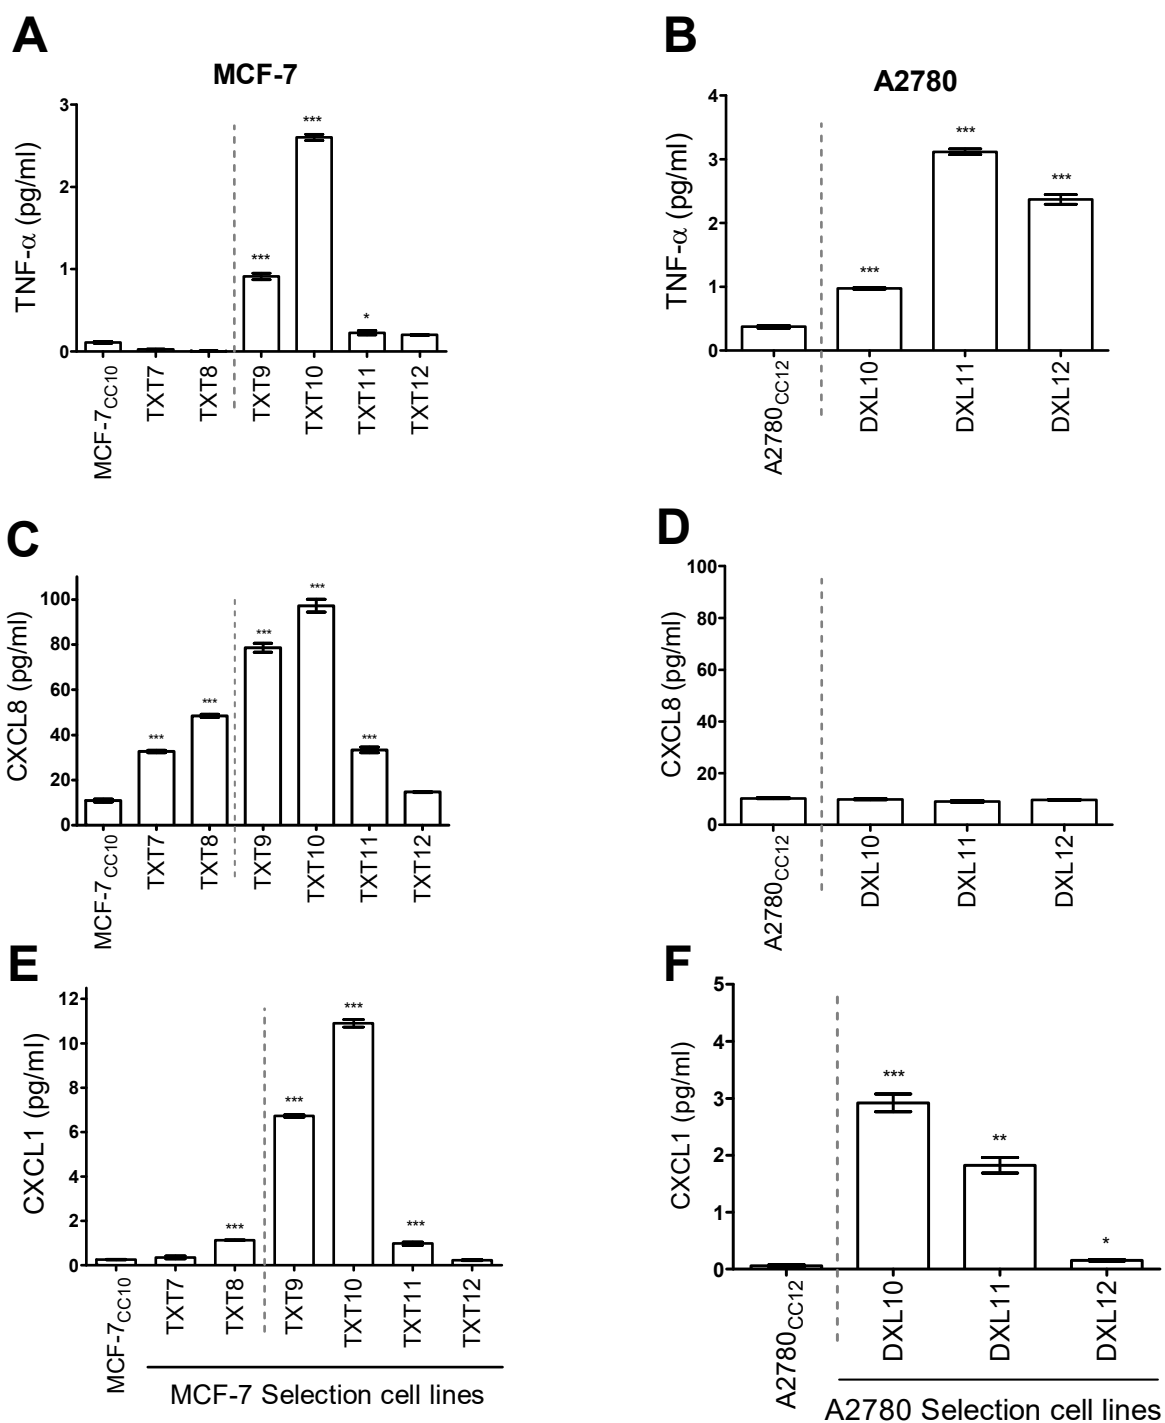 A
MCF-7
TNF-α (pg/ml)
3
2
1
0
***
***
*
MCF-7CC10
TXT7
TXT8
TXT9
TXT10
TXT11
TXT12
B
A2780
TNF-α (pg/ml)
4
3
2
1
0
***
***
***
A2780CC12
DXL10
DXL11
DXL12
C
CXCL8 (pg/ml)
100
80
60
40
20
0
***
***
***
***
***
MCF-7CC10
TXT7
TXT8
TXT9
TXT10
TXT11
TXT12
D
CXCL8 (pg/ml)
100
80
60
40
20
0
A2780CC12
DXL10
DXL11
DXL12
E
CXCL1 (pg/ml)
12
10
8
6
4
2
0
***
***
***
***
MCF-7CC10
TXT7
TXT8
TXT9
TXT10
TXT11
TXT12
MCF-7 Selection cell lines
F
CXCL1 (pg/ml)
5
4
3
2
1
0
***
**
*
A2780CC12
DXL10
DXL11
DXL12
A2780 Selection cell lines